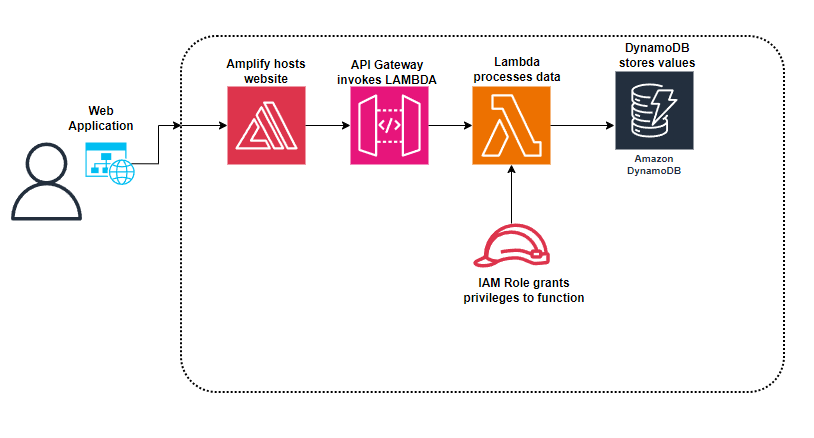 Web
Application
Amplify hosts
website
API Gateway
invokes LAMBDA
Lambda
processes data
DynamoDB
stores values
</>
Amazon
DynamoDB
IAM Role grants
privileges to function